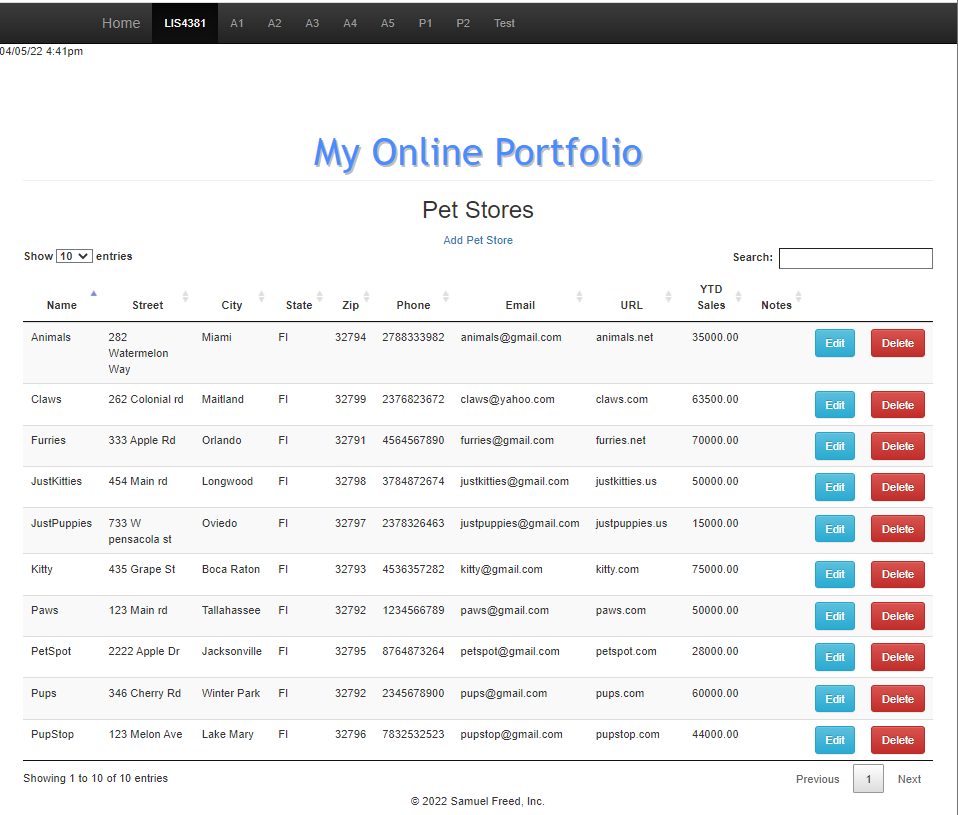 Home LIS4381 A1 A2 A3 A4 A5 P1 P2 Test
04/05/22 4:41pm
My Online Portfolio
Pet Stores
Add Pet Store
Show 10 entries Search:
YTD
Name Street City State Zip Phone Email URL Sales Notes
Animals 282 Miami Fl 32794 2788333982 animals@gmail.com animals.net 35000.00 Edit Delete
Watermelon
Way
Claws 262 Colonial rd Maitland Fl 32799 2376823672 claws@yahoo.com claws.com 63500.00 Edit Delete
Furries 333 Apple Rd Orlando Fl 32791 4564567890 furries@gmail.com furries.net 70000.00 Edit Delete
JustKitties 454 Main rd Longwood Fl 32798 3784872674 justkitties@gmail.com justkitties.us 50000.00 Edit Delete
JustPuppies 733 W Oviedo Fl 32797 2378326463 justpuppies@gmail.com justpuppies.us 15000.00 Edit Delete
pensacola st
Kitty 435 Grape St Boca Raton Fl 32793 4536357282 kitty@gmail.com kitty.com 75000.00 Edit Delete
Paws 123 Main rd Tallahassee Fl 32792 1234566789 paws@gmail.com paws.com 50000.00 Edit Delete
PetSpot 2222 Apple Dr Jacksonville Fl 32795 8764873264 petspot@gmail.com petspot.com 28000.00 Edit Delete
Pups 346 Cherry Rd Winter Park Fl 32792 2345678900 pups@gmail.com pups.com 60000.00 Edit Delete
PupStop 123 Melon Ave Lake Mary Fl 32796 7832532523 pupstop@gmail.com pupstop.com 44000.00 Edit Delete
Showing 1 to 10 of 10 entries Previous 1 Next
© 2022 Samuel Freed, Inc.